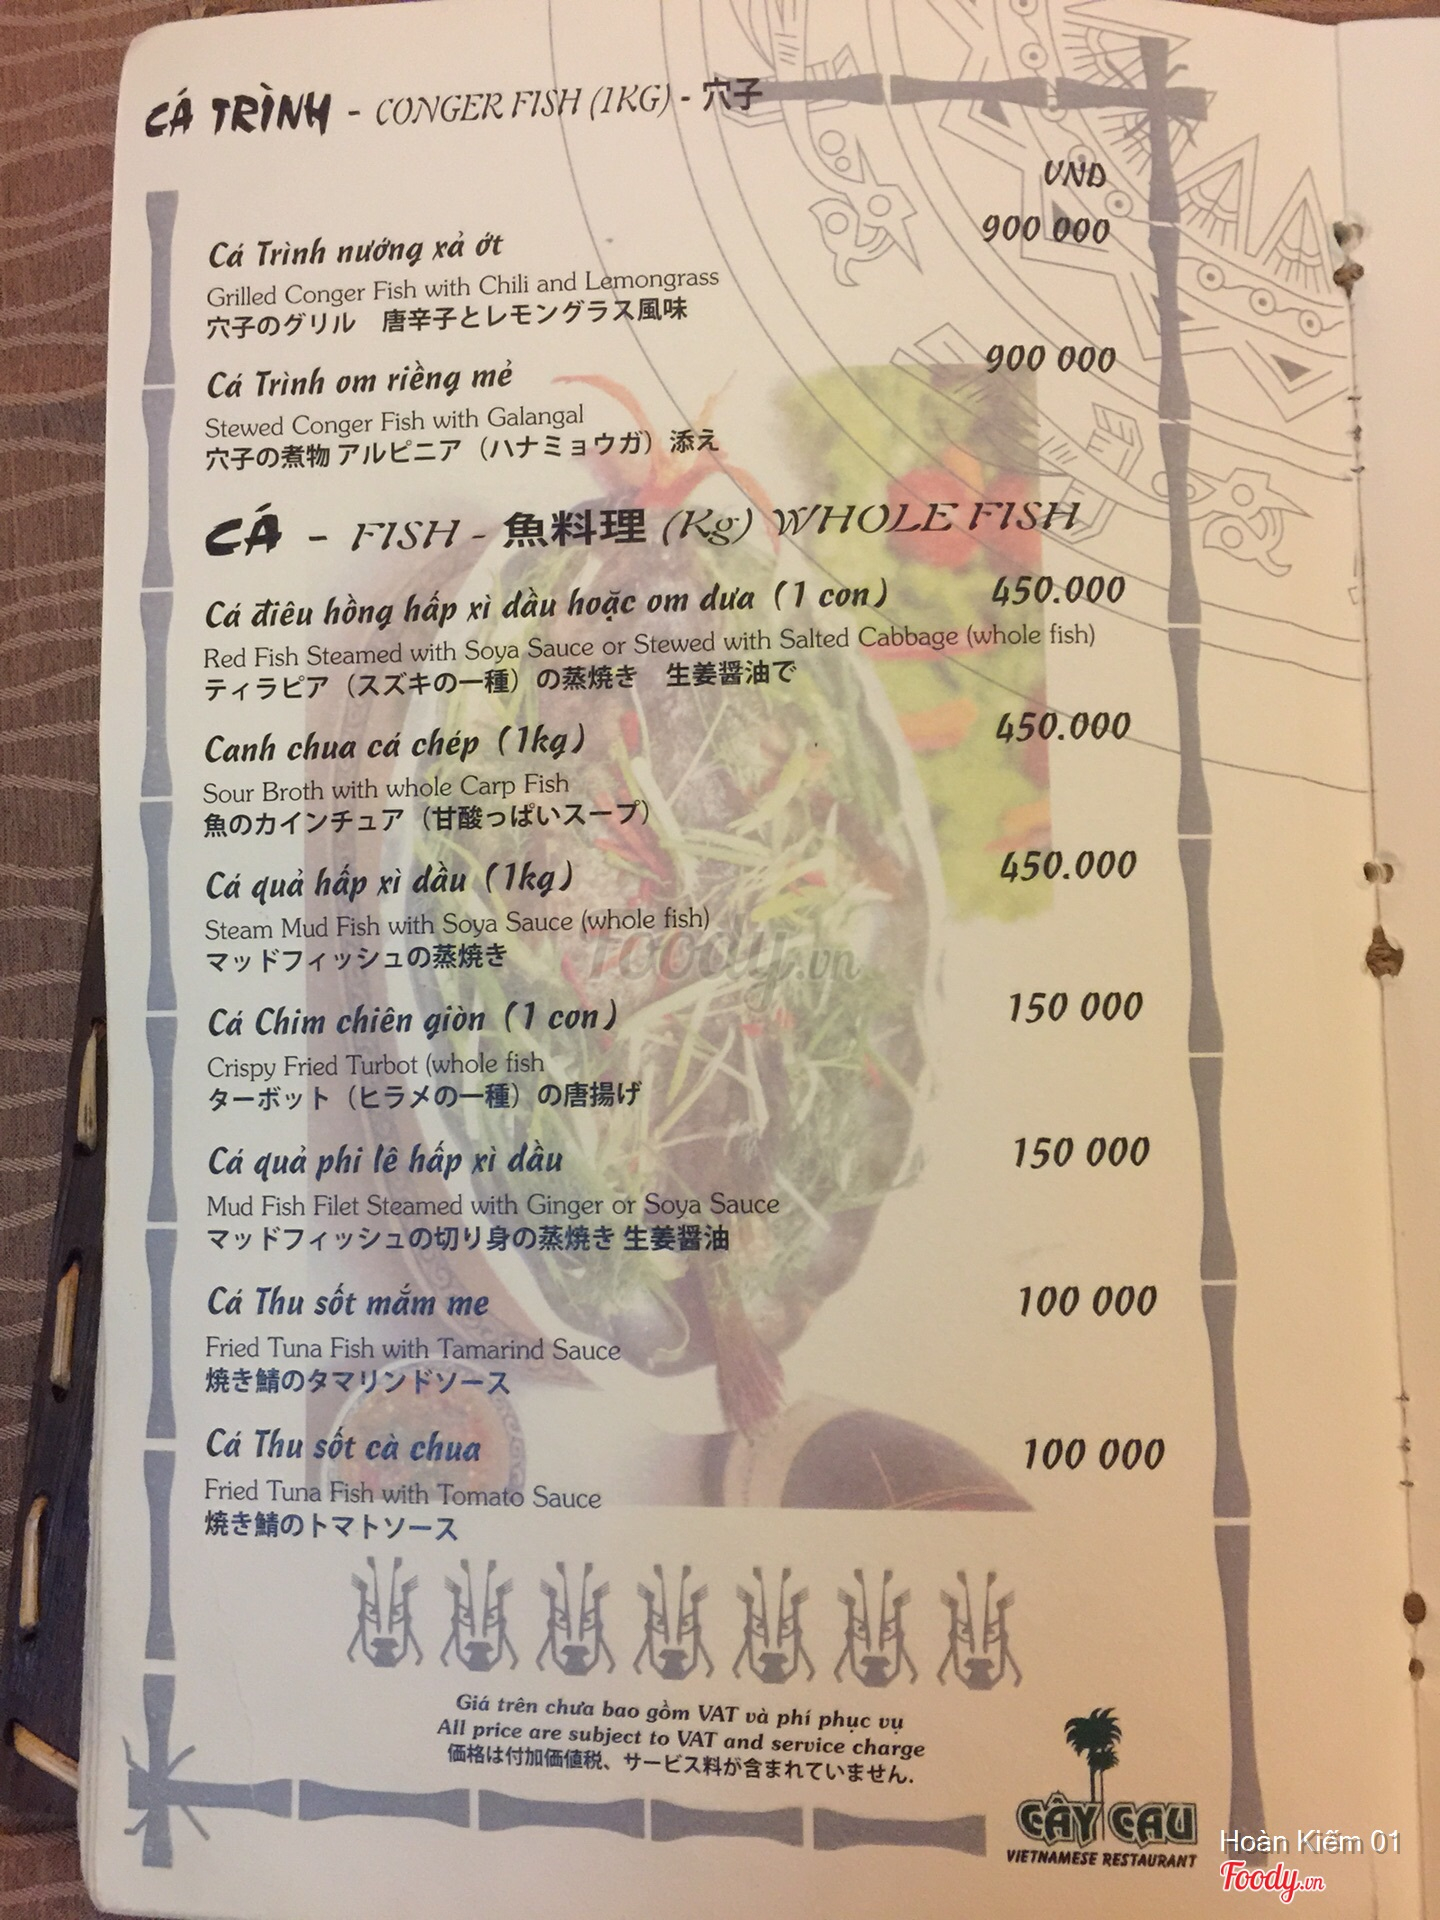 CÁ TRÌNH - CONGER FISH (1KG) - 穴子
VND
Cá Trình nướng xả ớt 900 000
Grilled Conger Fish with Chili and Lemongrass
穴子のグリル　唐辛子とレモングラス風味
Cá Trình om riềng mẻ 900 000
Stewed Conger Fish with Galangal
穴子の煮物 アルピニア（ハナミョウガ）添え
CÁ - FISH - 魚料理 (Kg) WHOLE FISH
Cá điêu hồng hấp xì dầu hoặc om dưa (1 con) 450.000
Red Fish Steamed with Soya Sauce or Stewed with Salted Cabbage (whole fish)
ティラピア（スズキの一種）の蒸焼き　生姜醤油で
Canh chua cá chép (1kg) 450.000
Sour Broth with whole Carp Fish
魚のカインチュア（甘酸っぱいスープ）
Cá quả hấp xì dầu (1kg) 450.000
Steam Mud Fish with Soya Sauce (whole fish)
マッドフィッシュの蒸焼き
Foody.vn
Cá Chim chiên giòn (1 con) 150 000
Crispy Fried Turbot (whole fish
ターボット（ヒラメの一種）の唐揚げ
Cá quả phi lê hấp xì dầu 150 000
Mud Fish Filet Steamed with Ginger or Soya Sauce
マッドフィッシュの切り身の蒸焼き 生姜醤油
Cá Thu sốt mắm me 100 000
Fried Tuna Fish with Tamarind Sauce
焼き鯖のタマリンドソース
Cá Thu sốt cà chua 100 000
Fried Tuna Fish with Tomato Sauce
焼き鯖のトマトソース
Giá trên chưa bao gồm VAT và phí phục vụ
All price are subject to VAT and service charge
価格は付加価値税、サービス料が含まれていません.
CÂY CAU
VIETNAMESE RESTAURANT
Hoàn Kiếm 01
Foody.vn